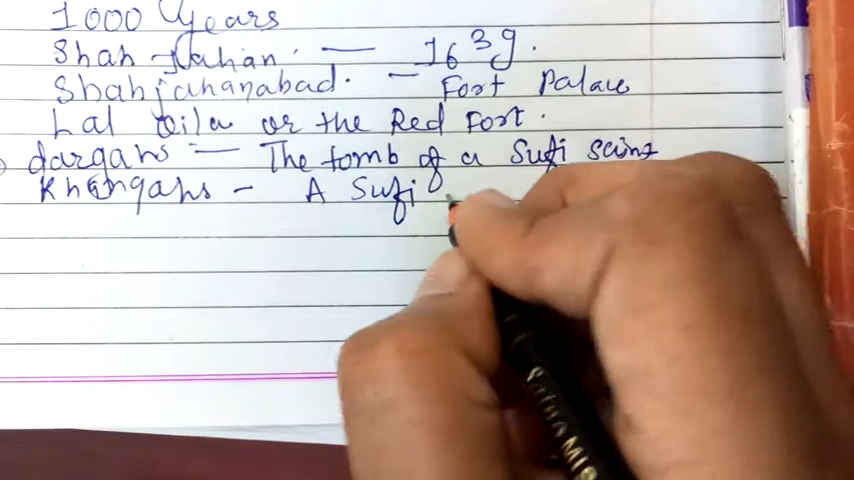 1000 Years
Shah Jahan. — 1639.
Shahjahanabad. — Fort Palace
Lal Qila or the Red Fort.
dargahs — The tomb of a Sufi saint
Khanqahs - A Sufi